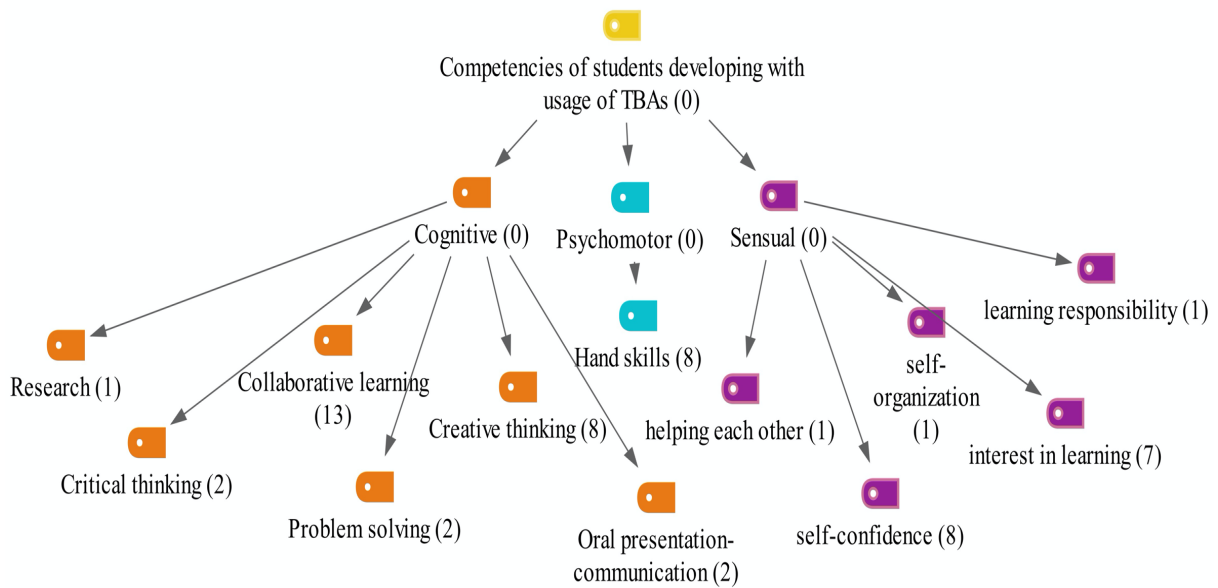 Competencies of students developing with
usage of TBAs (0)
Cognitive (0)
Psychomotor (0)
Sensual (0)
learning responsibility (1)
Hand skills (8)
Research (1)
Collaborative learning
(13)
self-
organization
(1)
Creative thinking (8)
helping each other (1)
interest in learning (7)
Critical thinking (2)
Problem solving (2)
Oral presentation-
communication (2)
self-confidence (8)